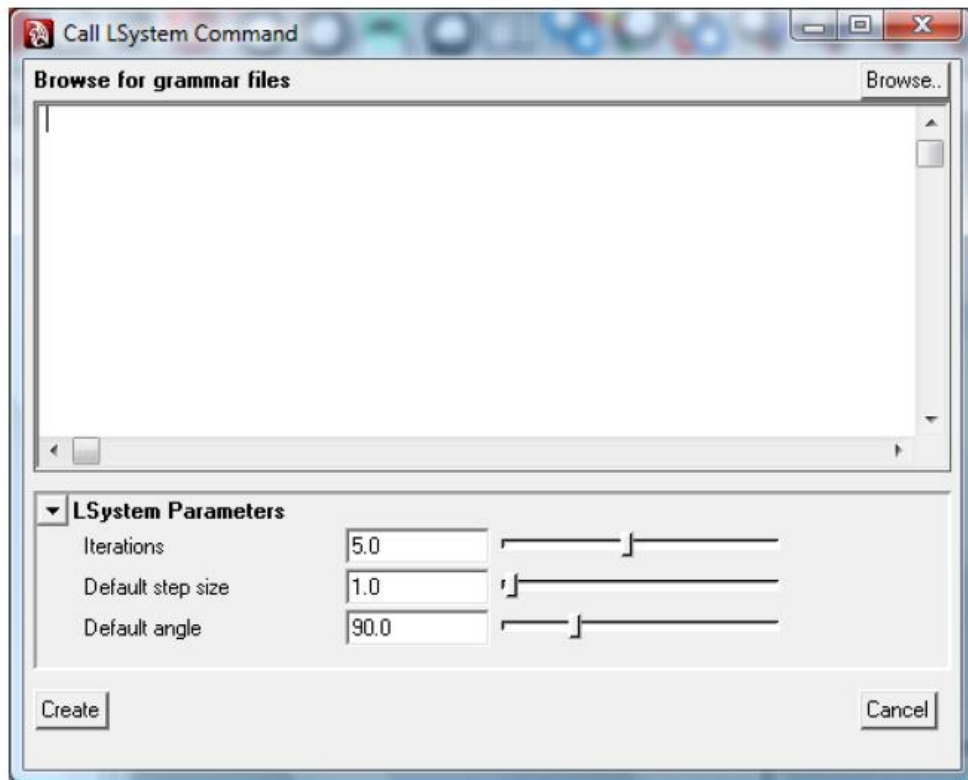 Call LSystem Command
Browse for grammar files Browse..
LSystem Parameters
Iterations 5.0
Default step size 1.0
Default angle 90.0
Create Cancel